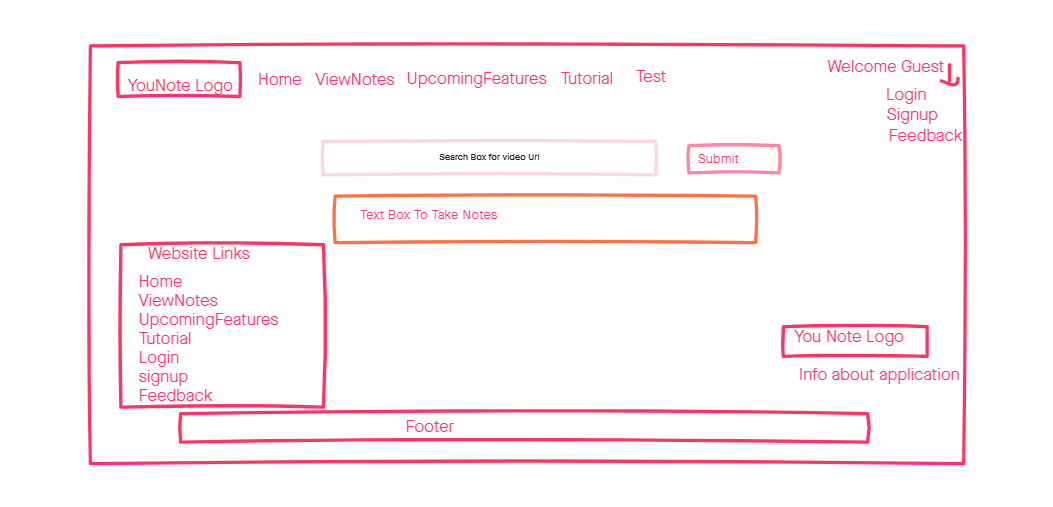 YouNote Logo
Home
ViewNotes
UpcomingFeatures
Tutorial
Test
Welcome Guest
Login
Signup
Feedback
Search Box for video Url
Submit
Text Box To Take Notes
Website Links
Home
ViewNotes
UpcomingFeatures
Tutorial
Login
signup
Feedback
You Note Logo
Info about application
Footer